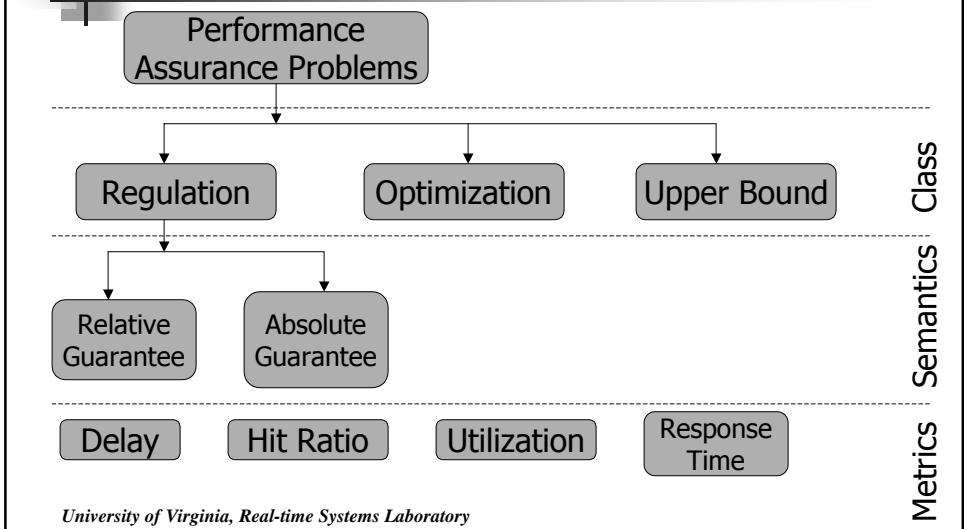 Performance
Assurance Problems
Regulation
Optimization
Upper Bound
Class
Relative
Guarantee
Absolute
Guarantee
Semantics
Delay
Hit Ratio
Utilization
Response
Time
Metrics
University of Virginia, Real-time Systems Laboratory